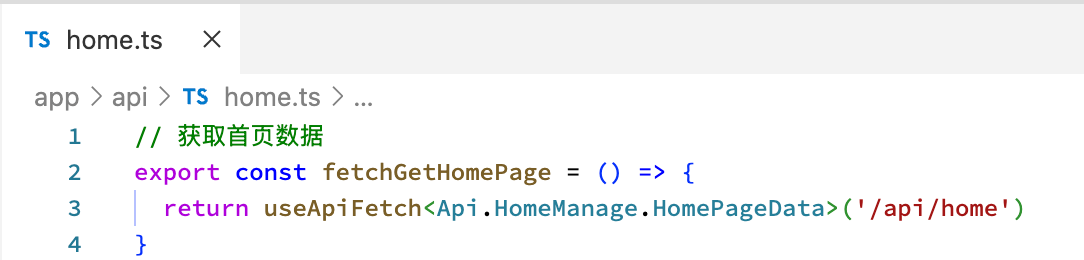 TS home.ts ×
app > api > TS home.ts > ...
1 // 获取首页数据
2 export const fetchGetHomePage = () => {
3 return useApiFetch<Api.HomeManage.HomePageData>('/api/home')
4 }